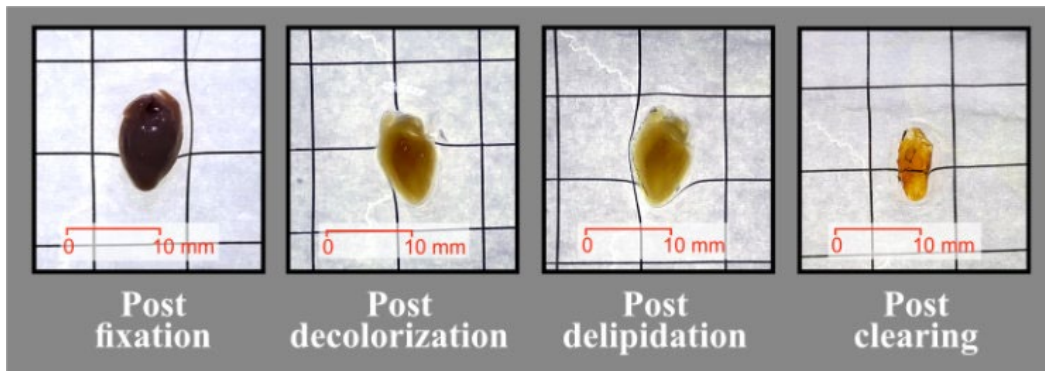 0 10 mm
0 10 mm
0 10 mm
0 10 mm
Post
fixation
Post
decolorization
Post
delipidation
Post
clearing